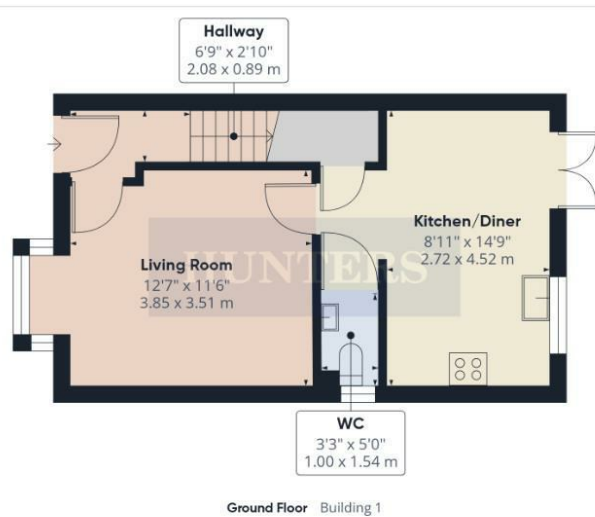 Hallway
6'9" x 2'10"
2.08 x 0.89 m
Kitchen/Diner
8'11" x 14'9"
2.72 x 4.52 m
Living Room
12'7" x 11'6"
3.85 x 3.51 m
HUNTERS
WC
3'3" x 5'0"
1.00 x 1.54 m
Ground Floor Building 1